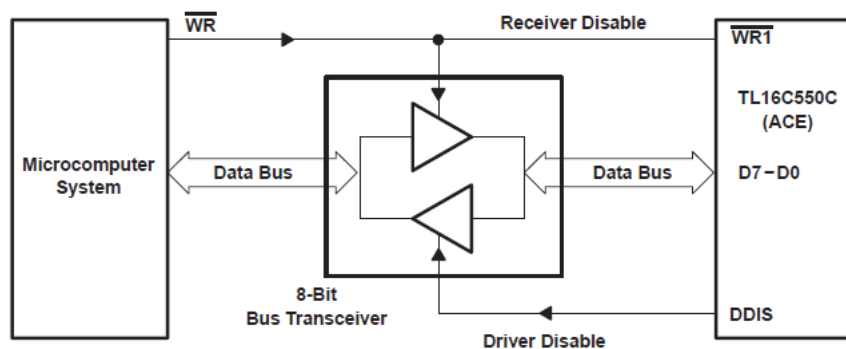 WR
Receiver Disable
WR1
TL16C550C
(ACE)
Microcomputer
System
Data Bus
Data Bus
D7−D0
8-Bit
Bus Transceiver
Driver Disable
DDIS